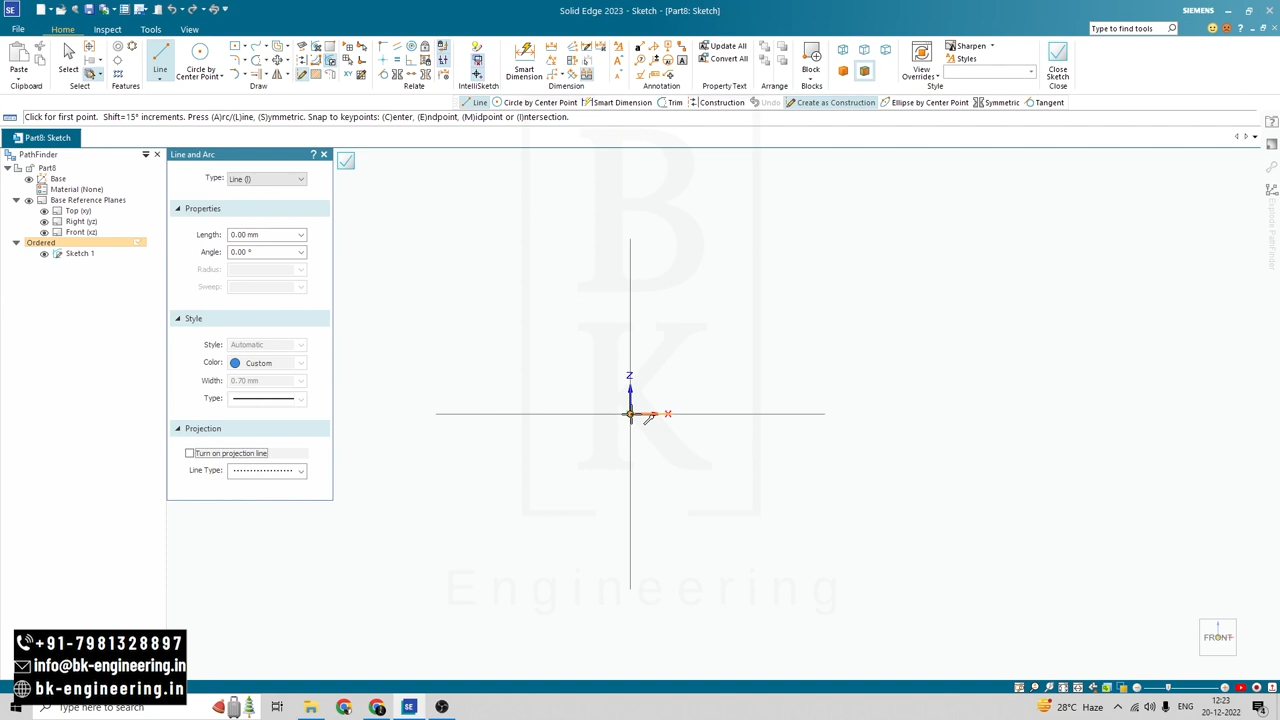 SE
Solid Edge 2023 - Sketch - [Part8: Sketch]
SIEMENS
File
Home
Inspect
Tools
View
Type to find tools
Paste
Clipboard
Select
Select
Features
Line
Circle by Center Point
Draw
Relate
IntelliSketch
Smart Dimension
Dimension
Annotation
Update All
Convert All
Property Text
Arrange
Block
Blocks
View Overrides
Sharpen
Styles
Style
Close Sketch
Close
Line
Circle by Center Point
Smart Dimension
Trim
Construction
Undo
Create as Construction
Ellipse by Center Point
Symmetric
Tangent
Click for first point. Shift=15° increments. Press (A)rc/(L)ine, (S)ymmetric. Snap to keypoints: (C)enter, (E)ndpoint, (M)idpoint or (I)ntersection.
Part8: Sketch
PathFinder
Part8
Base
Material (None)
Base Reference Planes
Top (xy)
Right (yz)
Front (xz)
Ordered
Sketch 1
Line and Arc
Type: Line (l)
Properties
Length: 0.00 mm
Angle: 0.00 °
Radius:
Sweep:
Style
Style: Automatic
Color: Custom
Width: 0.70 mm
Type:
Projection
Turn on projection line
Line Type:
Z
X
B
K
Engineering
Explode PathFinder
FRONT
+91-7981328897
info@bk-engineering.in
bk-engineering.in
Type here to search
SE
28°C Haze
ENG
12:23
20-12-2022